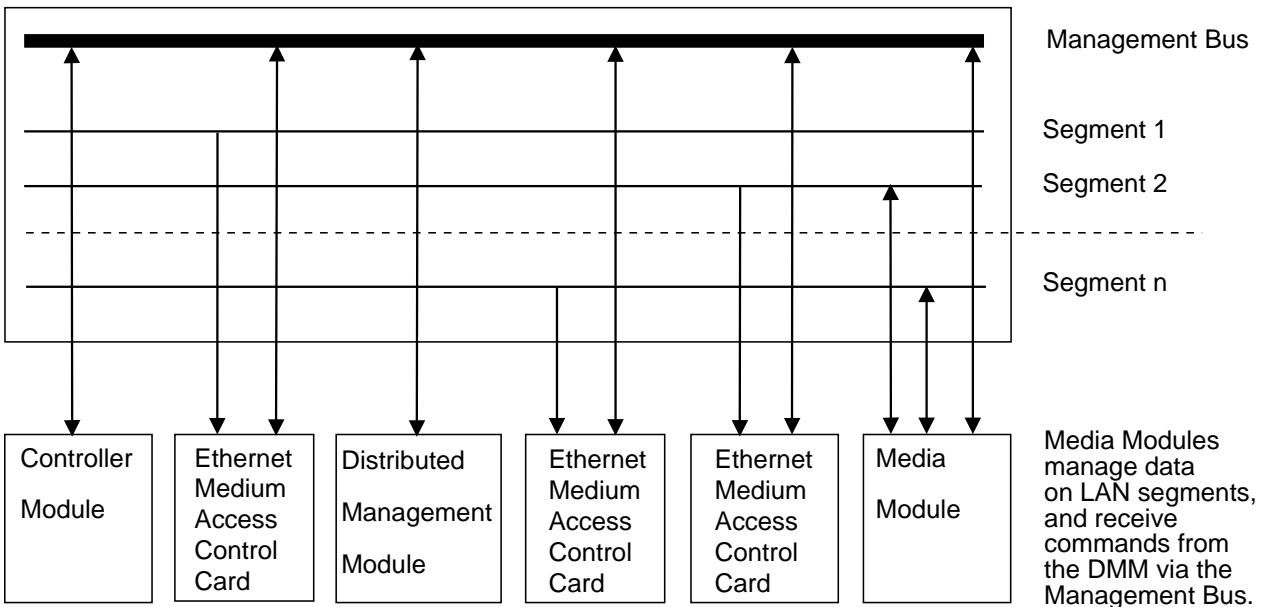 Management Bus
Segment 1
Segment 2
Segment n
Controller
Module
Ethernet
Medium
Access
Control
Card
Distributed
Management
Module
Ethernet
Medium
Access
Control
Card
Ethernet
Medium
Access
Control
Card
Media
Module
Media Modules
manage data
on LAN segments,
and receive
commands from
the DMM via the
Management Bus.